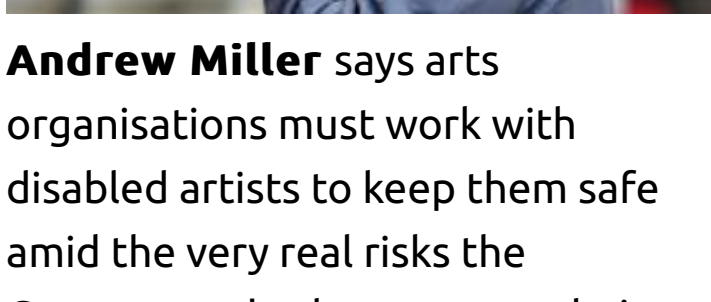 Andrew Miller says arts
organisations must work with
disabled artists to keep them safe
amid the very real risks the